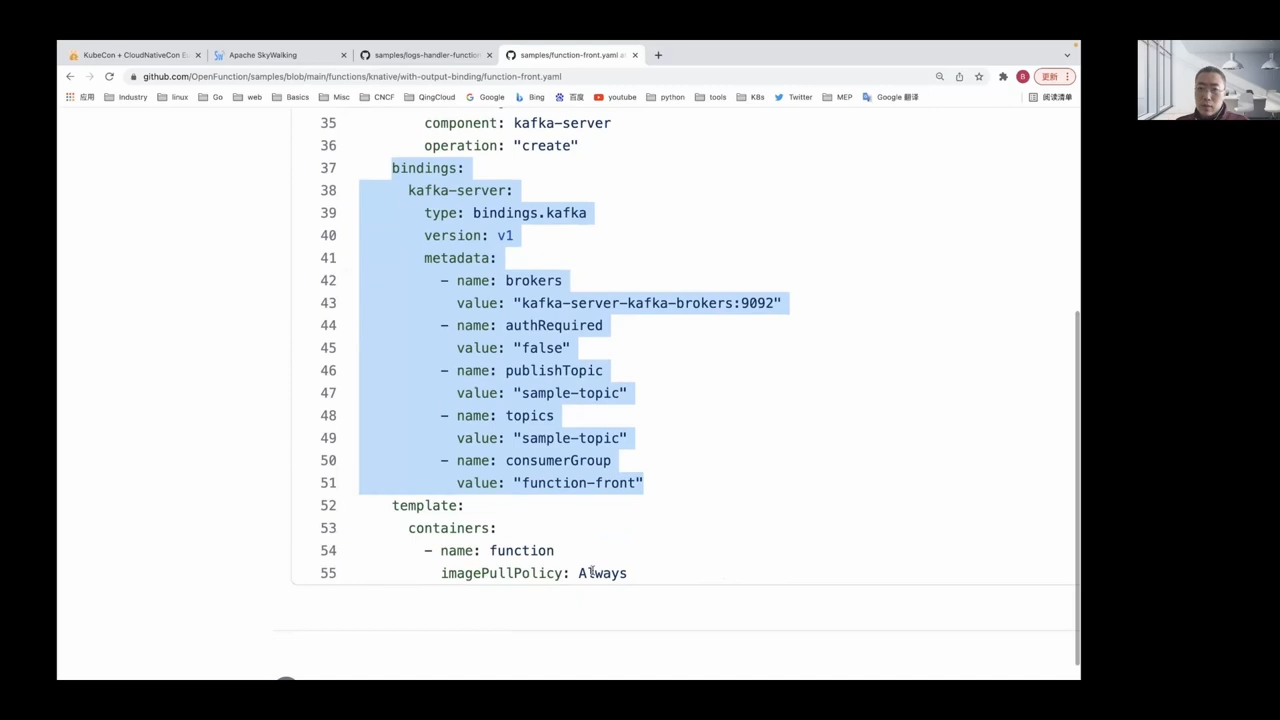 KubeCon + CloudNativeCon E
Apache SkyWalking
samples/logs-handler-function
samples/function-front.yaml a
github.com/OpenFunction/samples/blob/main/functions/knative/with-output-binding/function-front.yaml
B
更新
应用
Industry
linux
Go
web
Basics
Misc
CNCF
QingCloud
Google
Bing
百度
youtube
python
tools
K8s
Twitter
MEP
Google 翻译
阅读清单
35 component: kafka-server
36 operation: "create"
37 bindings:
38 kafka-server:
39 type: bindings.kafka
40 version: v1
41 metadata:
42 - name: brokers
43 value: "kafka-server-kafka-brokers:9092"
44 - name: authRequired
45 value: "false"
46 - name: publishTopic
47 value: "sample-topic"
48 - name: topics
49 value: "sample-topic"
50 - name: consumerGroup
51 value: "function-front"
52 template:
53 containers:
54 - name: function
55 imagePullPolicy: Always